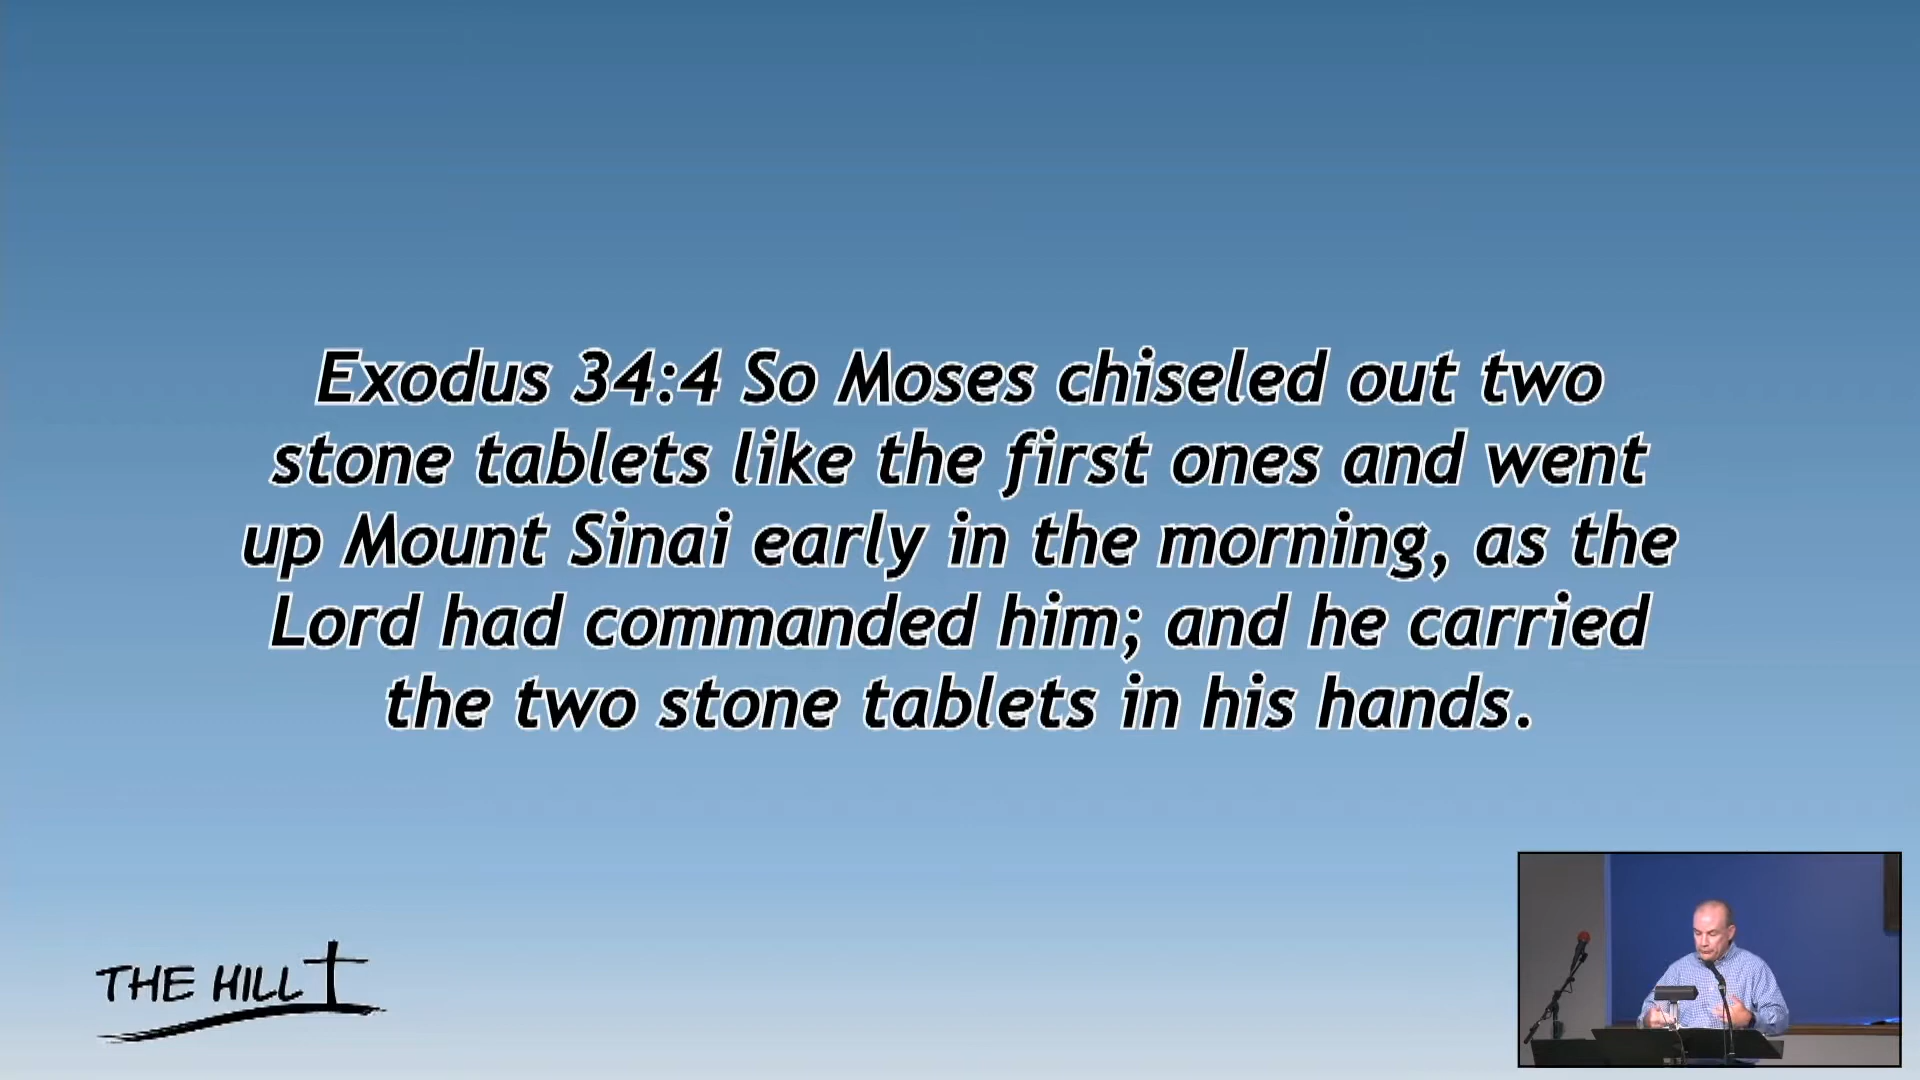 Exodus 34:4 So Moses chiseled out two
stone tablets like the first ones and went
up Mount Sinai early in the morning, as the
Lord had commanded him; and he carried
the two stone tablets in his hands.
THE HILL